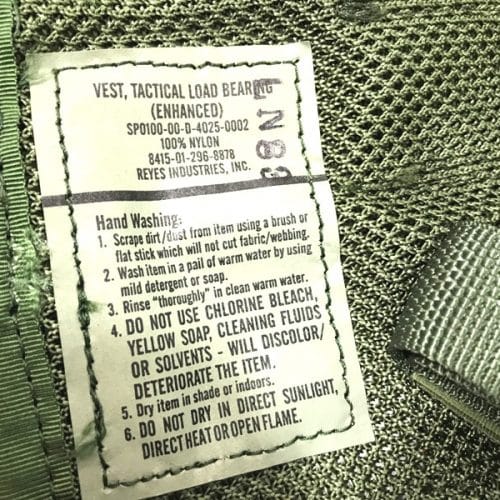 VEST, TACTICAL LOAD BEARING
(ENHANCED)
SP0100-00-D-4025-0002
100% NYLON
8415-01-296-8878
REYES INDUSTRIES, INC.
Hand Washing:
1. Scrape dirt/dust from item using a brush or
flat stick which will not cut fabric/webbing.
2. Wash item in a pail of warm water by using
mild detergent or soap.
3. Rinse "thoroughly" in clean warm water.
4. DO NOT USE CHLORINE BLEACH,
YELLOW SOAP, CLEANING FLUIDS
OR SOLVENTS - WILL DISCOLOR/
DETERIORATE THE ITEM.
5. Dry item in shade or indoors.
6. DO NOT DRY IN DIRECT SUNLIGHT,
DIRECT HEAT OR OPEN FLAME.